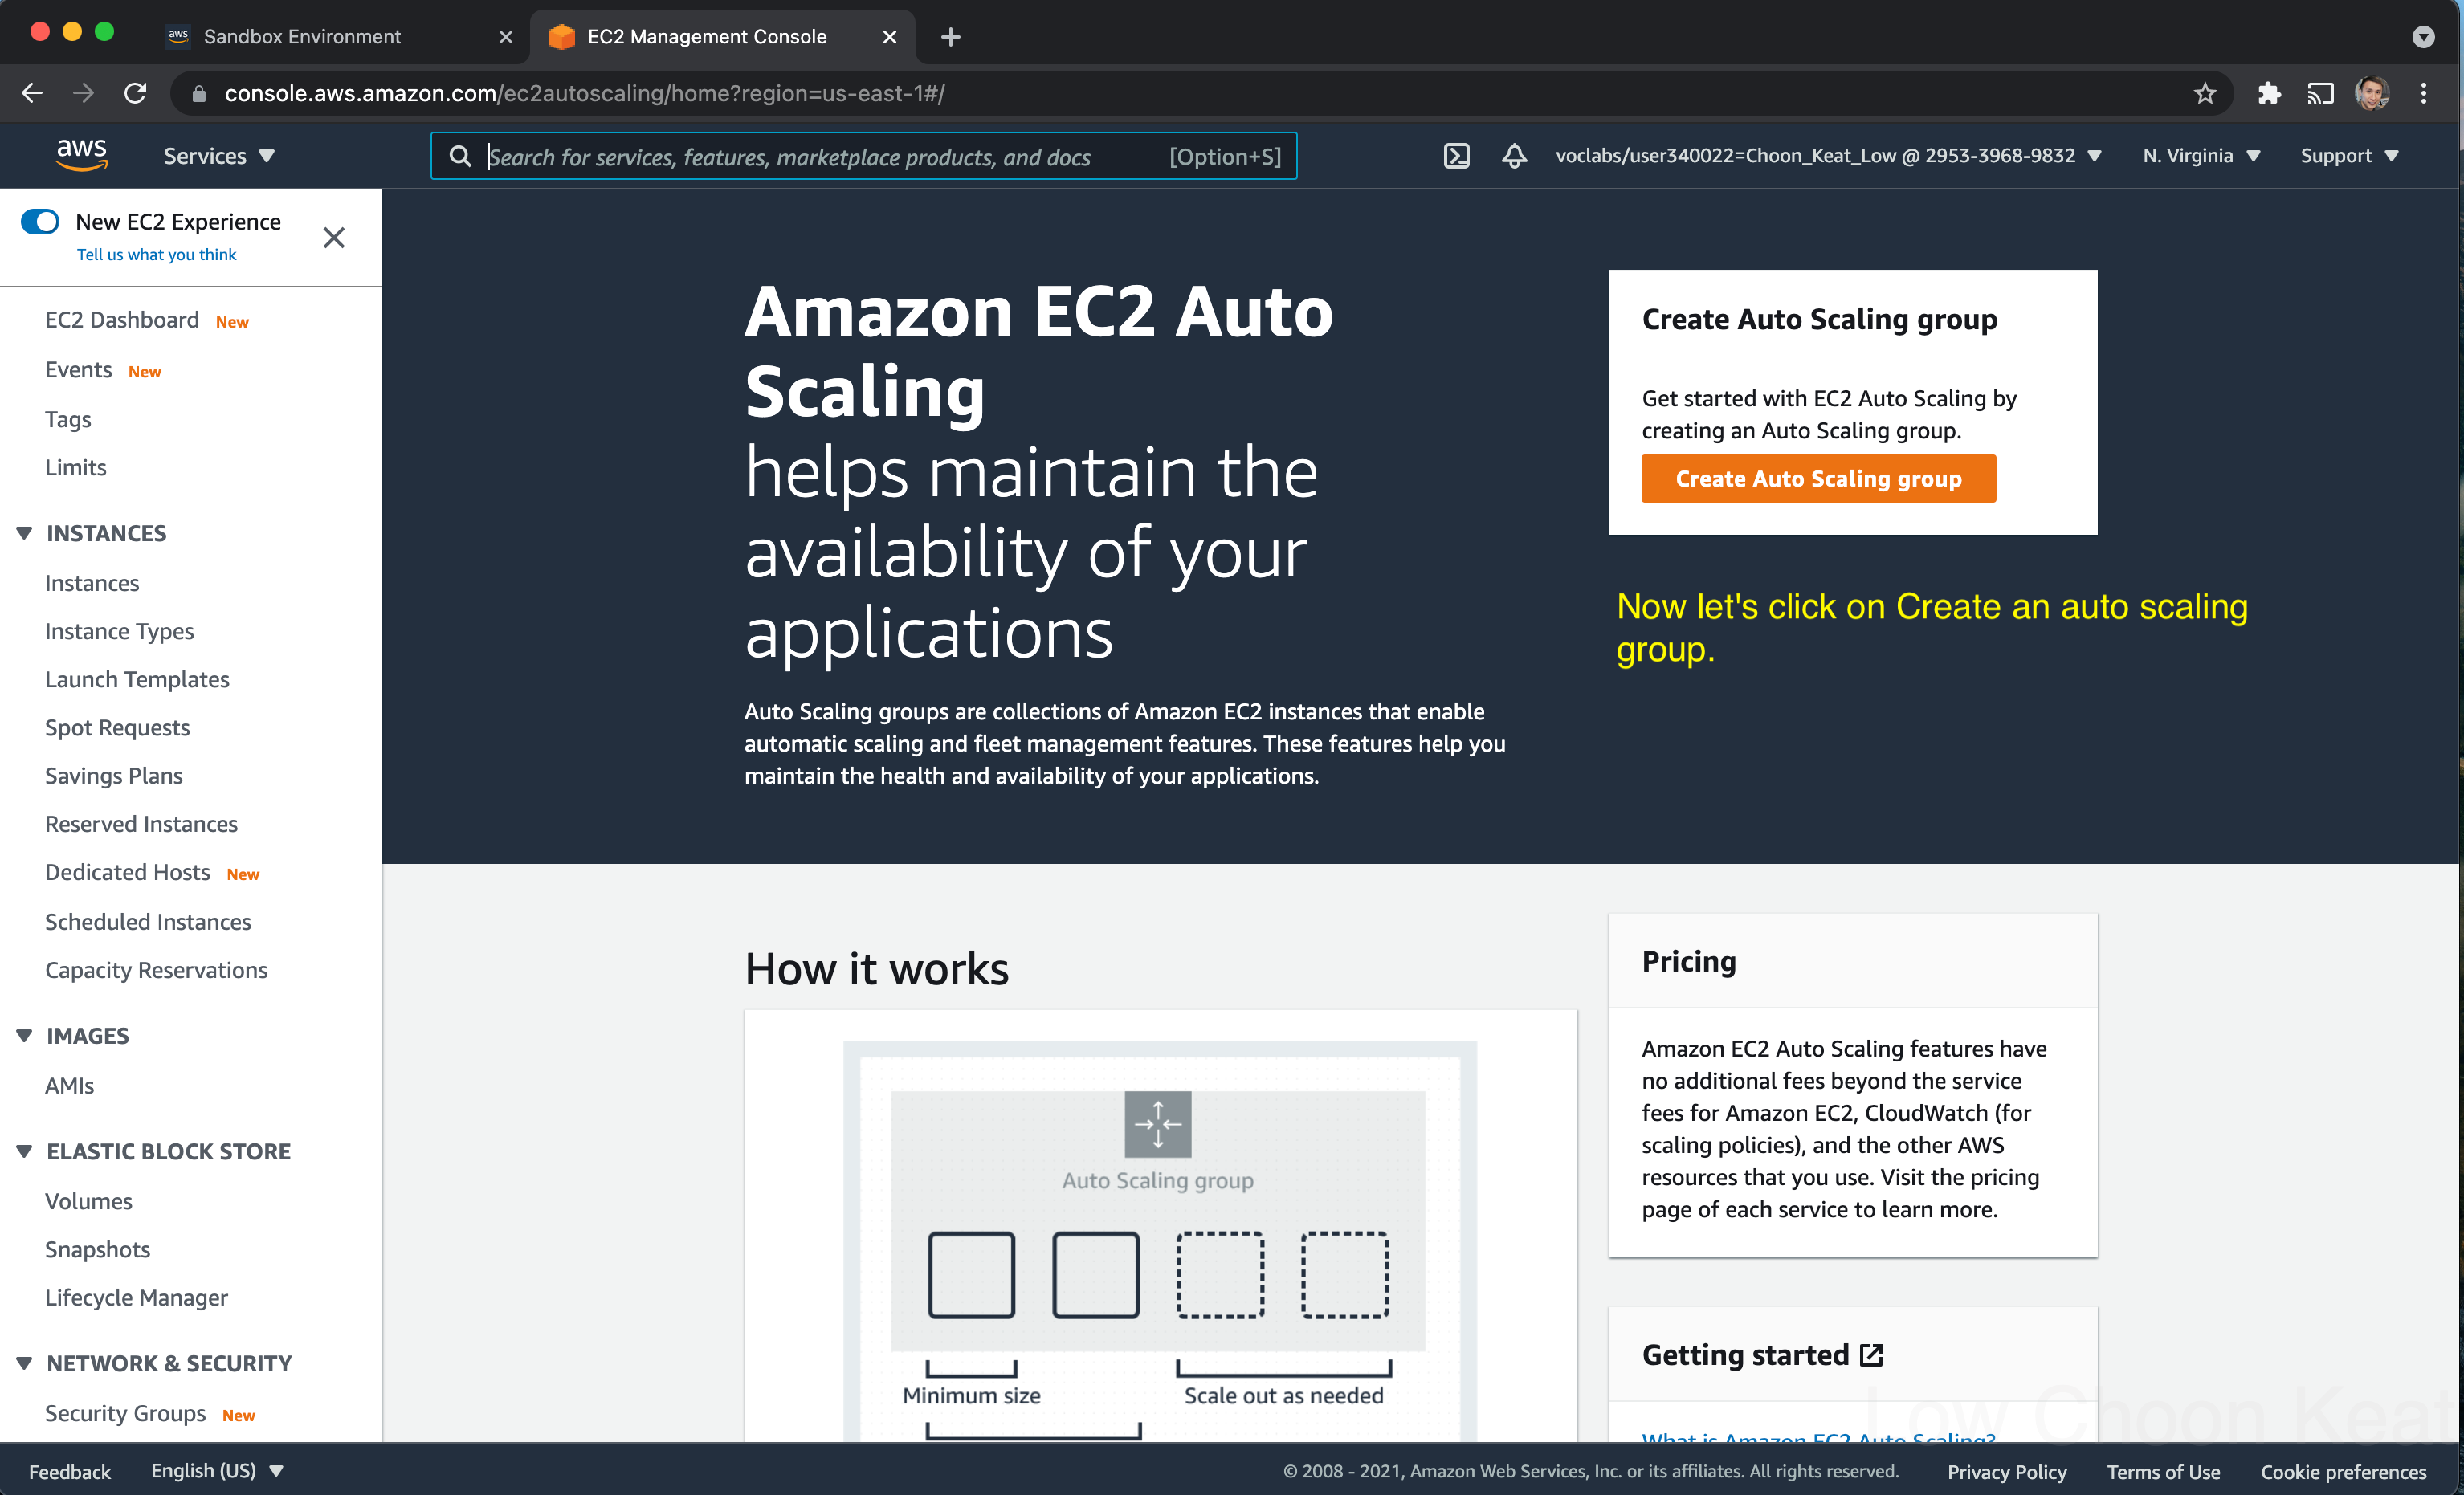 aws
Sandbox Environment
EC2 Management Console
console.aws.amazon.com/ec2autoscaling/home?region=us-east-1#/
aws
Services
Search for services, features, marketplace products, and docs
[Option+S]
voclabs/user340022=Choon_Keat_Low @ 2953-3968-9832
N. Virginia
Support
New EC2 Experience
Tell us what you think
EC2 Dashboard New
Events New
Tags
Limits
INSTANCES
Instances
Instance Types
Launch Templates
Spot Requests
Savings Plans
Reserved Instances
Dedicated Hosts New
Scheduled Instances
Capacity Reservations
IMAGES
AMIs
ELASTIC BLOCK STORE
Volumes
Snapshots
Lifecycle Manager
NETWORK & SECURITY
Security Groups New
Amazon EC2 Auto
Scaling
helps maintain the
availability of your
applications
Auto Scaling groups are collections of Amazon EC2 instances that enable
automatic scaling and fleet management features. These features help you
maintain the health and availability of your applications.
Create Auto Scaling group
Get started with EC2 Auto Scaling by
creating an Auto Scaling group.
Create Auto Scaling group
Now let's click on Create an auto scaling
group.
How it works
Auto Scaling group
Minimum size
Scale out as needed
Pricing
Amazon EC2 Auto Scaling features have
no additional fees beyond the service
fees for Amazon EC2, CloudWatch (for
scaling policies), and the other AWS
resources that you use. Visit the pricing
page of each service to learn more.
Getting started
What is Amazon EC2 Auto Scaling?
Low Choon Keat
Feedback
English (US)
© 2008 - 2021, Amazon Web Services, Inc. or its affiliates. All rights reserved.
Privacy Policy
Terms of Use
Cookie preferences